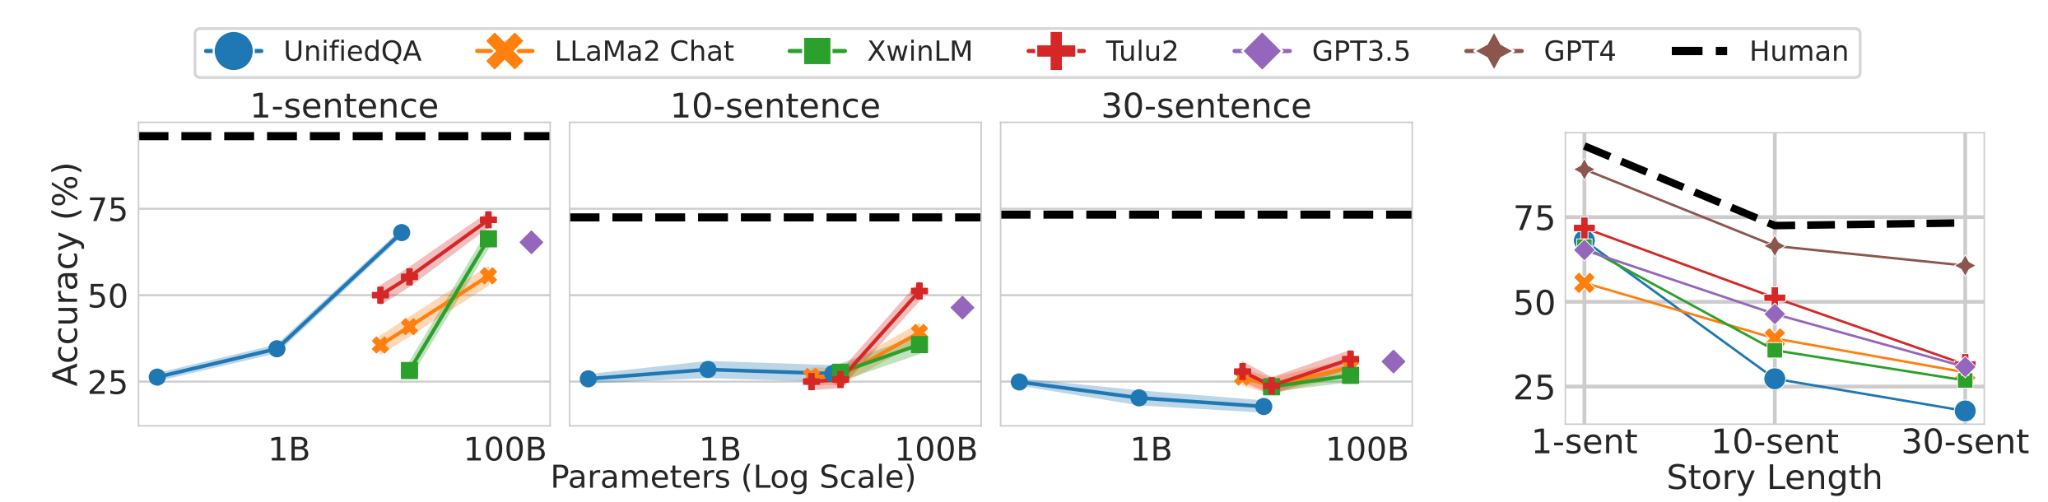 UnifiedQA LLaMa2 Chat XwinLM Tulu2 GPT3.5 GPT4 Human
1-sentence 10-sentence 30-sentence
Accuracy (%)
75
50
25
1B 100B 1B 100B 1B 100B
Parameters (Log Scale)
75
50
25
1-sent 10-sent 30-sent
Story Length